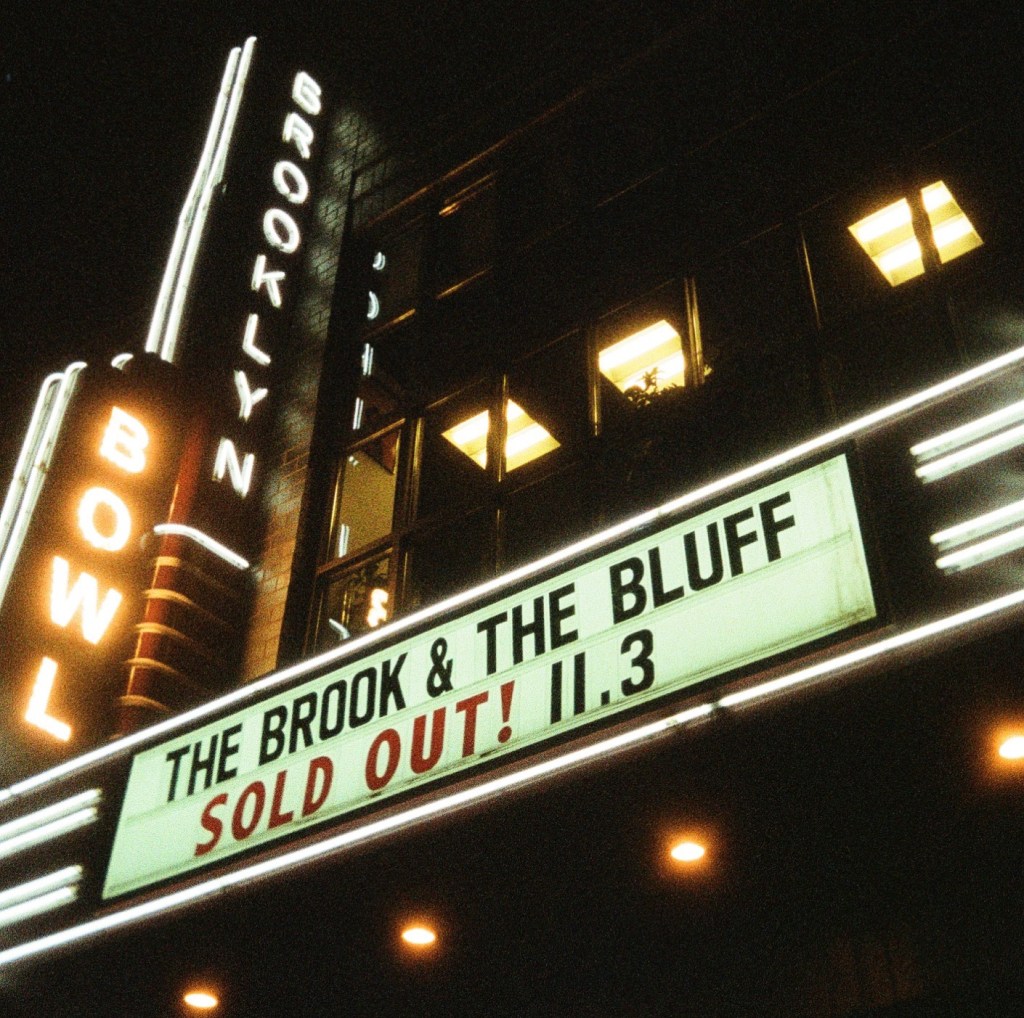 BROOKLYN
BOWL
THE BROOK & THE BLUFF
SOLD OUT! 11.3